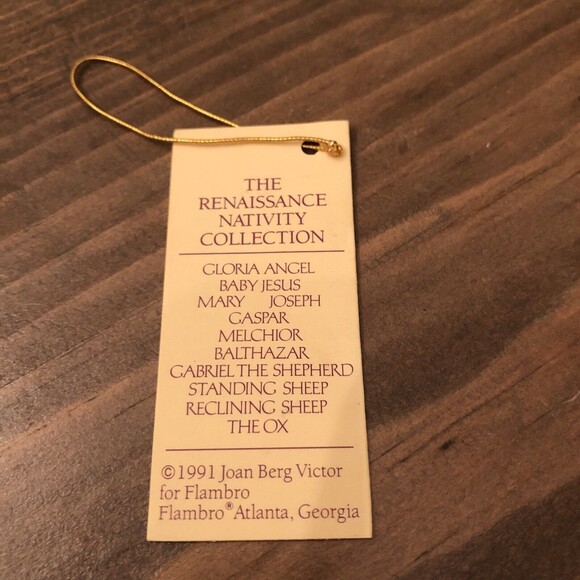 THE
RENAISSANCE
NATIVITY
COLLECTION
GLORIA ANGEL
BABY JESUS
MARY JOSEPH
GASPAR
MELCHIOR
BALTHAZAR
GABRIEL THE SHEPHERD
STANDING SHEEP
RECLINING SHEEP
THE OX
©1991 Joan Berg Victor
for Flambro
Flambro® Atlanta, Georgia